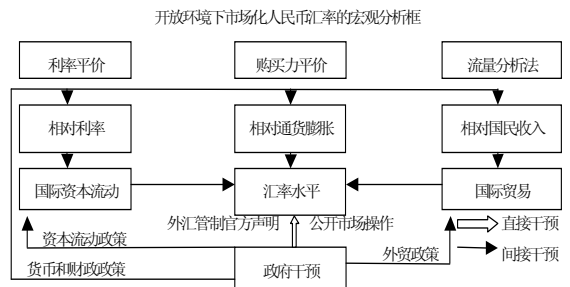 开放环境下市场化人民币汇率的宏观分析框
利率平价 购买力平价 流量分析法
相对利率 相对通货膨胀 相对国民收入
国际资本流动 汇率水平 国际贸易
外汇管制官方声明 公开市场操作 直接干预
资本流动政策 外贸政策 间接干预
货币和财政政策 政府干预